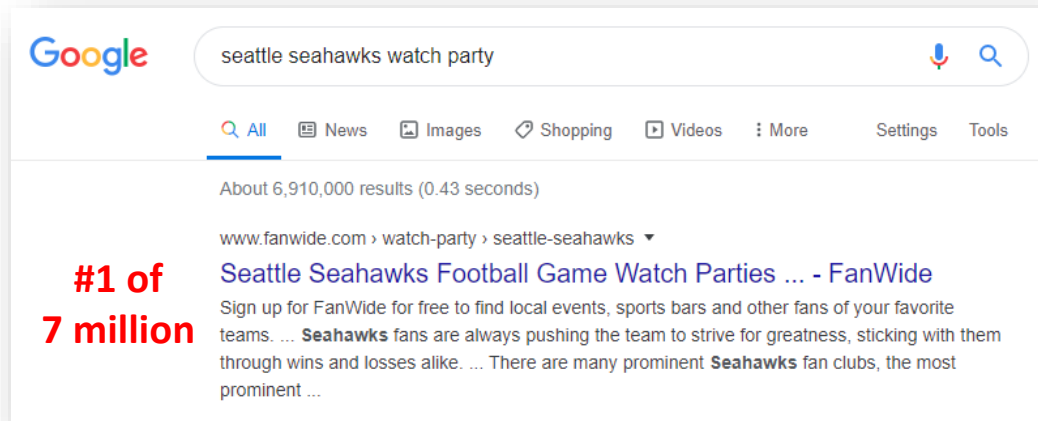 Google
seattle seahawks watch party
All News Images Shopping Videos More Settings Tools
About 6,910,000 results (0.43 seconds)
www.fanwide.com › watch-party › seattle-seahawks
#1 of
7 million
Seattle Seahawks Football Game Watch Parties ... - FanWide
Sign up for FanWide for free to find local events, sports bars and other fans of your favorite
teams. ... Seahawks fans are always pushing the team to strive for greatness, sticking with them
through wins and losses alike. ... There are many prominent Seahawks fan clubs, the most
prominent ...